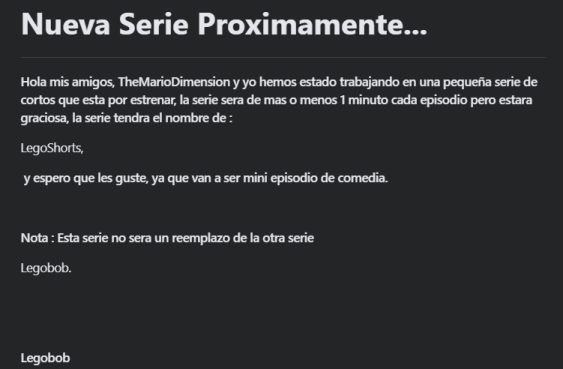 Nueva Serie Proximamente...
Hola mis amigos, TheMarioDimension y yo hemos estado trabajando en una pequeña serie de
cortos que esta por estrenar, la serie sera de mas o menos 1 minuto cada episodio pero estara
graciosa, la serie tendra el nombre de :
LegoShorts,
y espero que les guste, ya que van a ser mini episodio de comedia.
Nota : Esta serie no sera un reemplazo de la otra serie
Legobob.
Legobob